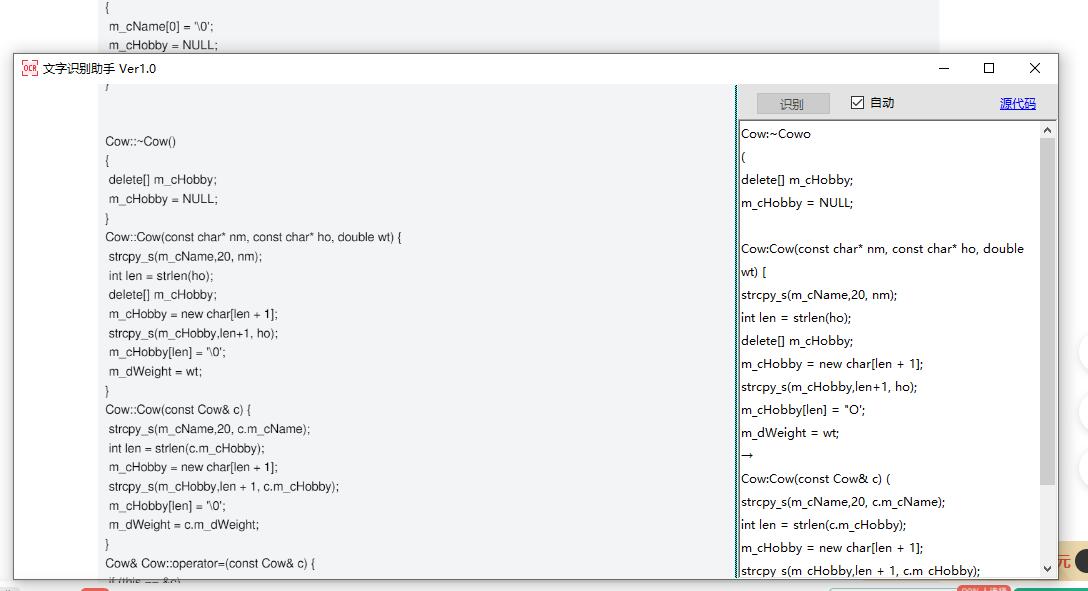 {
m_cName[0] = '\0';
m_cHobby = NULL;
OCR 文字识别助手 Ver1.0
}
Cow::~Cow()
{
delete[] m_cHobby;
m_cHobby = NULL;
}
Cow::Cow(const char* nm, const char* ho, double wt) {
strcpy_s(m_cName,20, nm);
int len = strlen(ho);
delete[] m_cHobby;
m_cHobby = new char[len + 1];
strcpy_s(m_cHobby,len+1, ho);
m_cHobby[len] = '\0';
m_dWeight = wt;
}
Cow::Cow(const Cow& c) {
strcpy_s(m_cName,20, c.m_cName);
int len = strlen(c.m_cHobby);
m_cHobby = new char[len + 1];
strcpy_s(m_cHobby,len + 1, c.m_cHobby);
m_cHobby[len] = '\0';
m_dWeight = c.m_dWeight;
}
Cow& Cow::operator=(const Cow& c) {
if (this == &c)
识别 自动 源代码
Cow:~Cowo
(
delete[] m_cHobby;
m_cHobby = NULL;
Cow:Cow(const char* nm, const char* ho, double
wt) [
strcpy_s(m_cName,20, nm);
int len = strlen(ho);
delete[] m_cHobby;
m_cHobby = new char[len + 1];
strcpy_s(m_cHobby,len+1, ho);
m_cHobby[len] = "O';
m_dWeight = wt;
→
Cow:Cow(const Cow& c) (
strcpy_s(m_cName,20, c.m_cName);
int len = strlen(c.m_cHobby);
m_cHobby = new char[len + 1];
strcpy_s(m_cHobby,len + 1, c.m_cHobby);
元